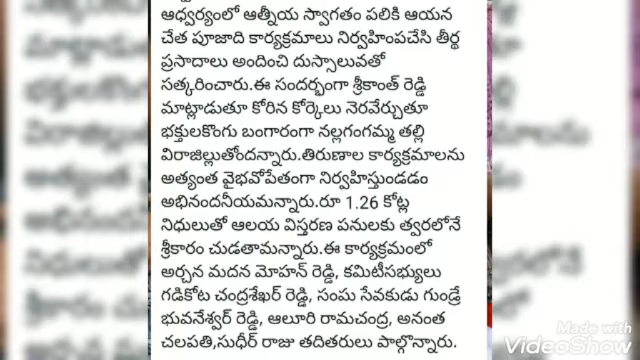 ఆధ్వర్యంలో ఆత్మీయ స్వాగతం పలికి ఆయన
చేత పూజాది కార్యక్రమాలు నిర్వహింపచేసి తీర్థ
ప్రసాదాలు అందించి దుస్సాలువతో
సత్కరించారు.ఈ సందర్భంగా శ్రీకాంత్ రెడ్డి
మాట్లాడుతూ కోరిన కోర్కెలు నెరవేర్చుతూ
భక్తులకొంగు బంగారంగా నల్లగంగమ్మ తల్లి
విరాజిల్లుతోందన్నారు.తిరుణాల కార్యక్రమాలను
అత్యంత వైభవోపేతంగా నిర్వహిస్తుండడం
అభినందనీయమన్నారు.రూ 1.26 కోట్ల
నిధులుతో ఆలయ విస్తరణ పనులకు త్వరలోనే
శ్రీకారం చుడతామన్నారు.ఈ కార్యక్రమంలో
అర్చన మదన మోహన్ రెడ్డి, కమిటీసభ్యులు
గడికోట చంద్రశేఖర్ రెడ్డి, సంఘ సేవకుడు గుండ్రే
భువనేశ్వర్ రెడ్డి, ఆలూరి రామచంద్ర, అనంత
చలపతి,సుధీర్ రాజు తదితరులు పాల్గొన్నారు.
Made with
VideoShow